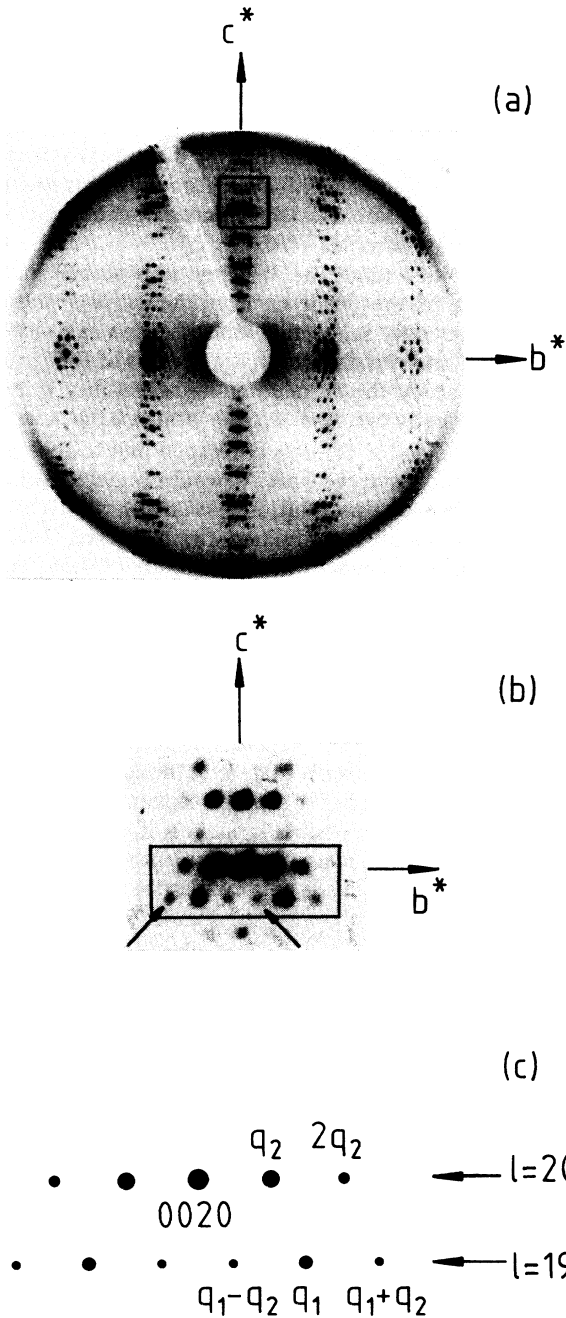 c*
(a)
b*
c*
(b)
b*
(c)
q₂ 2q₂
l=20
0020
l=19
q₁-q₂ q₁ q₁+q₂